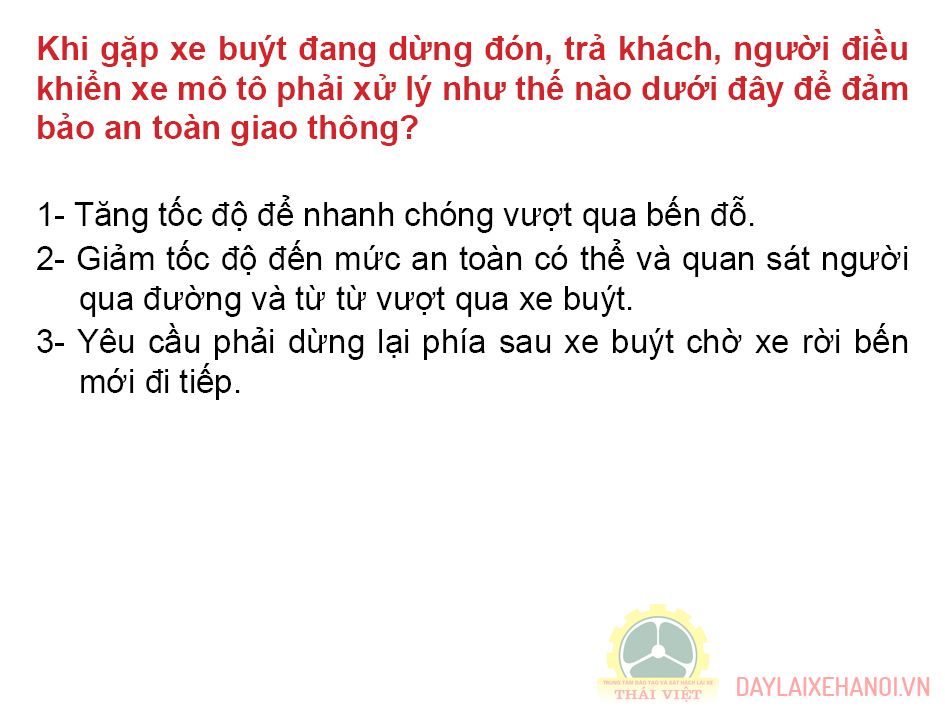 Khi gặp xe buýt đang dừng đón, trả khách, người điều
khiển xe mô tô phải xử lý như thế nào dưới đây để đảm
bảo an toàn giao thông?
1- Tăng tốc độ để nhanh chóng vượt qua bến đỗ.
2- Giảm tốc độ đến mức an toàn có thể và quan sát người
qua đường và từ từ vượt qua xe buýt.
3- Yêu cầu phải dừng lại phía sau xe buýt chờ xe rời bến
mới đi tiếp.
TRUNG TÂM ĐÀO TẠO VÀ SÁT HẠCH LÁI XE
THÁI VIỆT
DAYLAIXEHANOI.VN